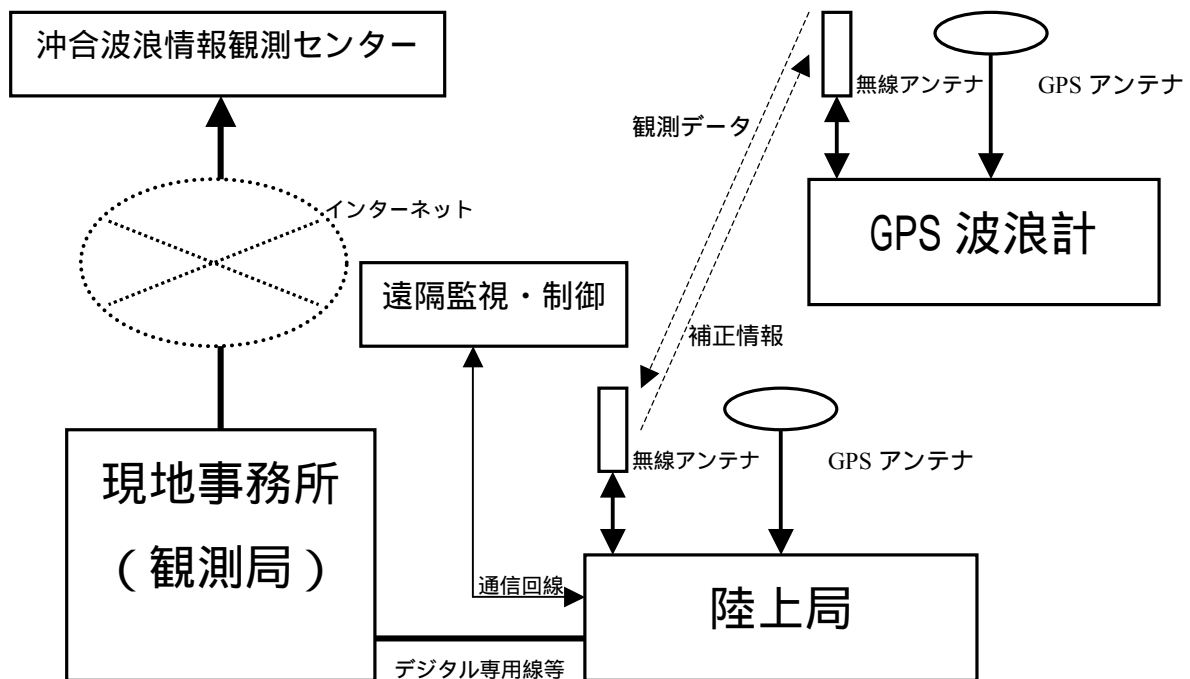 沖合波浪情報観測センター
無線アンテナ
GPS アンテナ
観測データ
インターネット
GPS 波浪計
遠隔監視・制御
補正情報
無線アンテナ
GPS アンテナ
現地事務所
（観測局）
通信回線
陸上局
デジタル専用線等